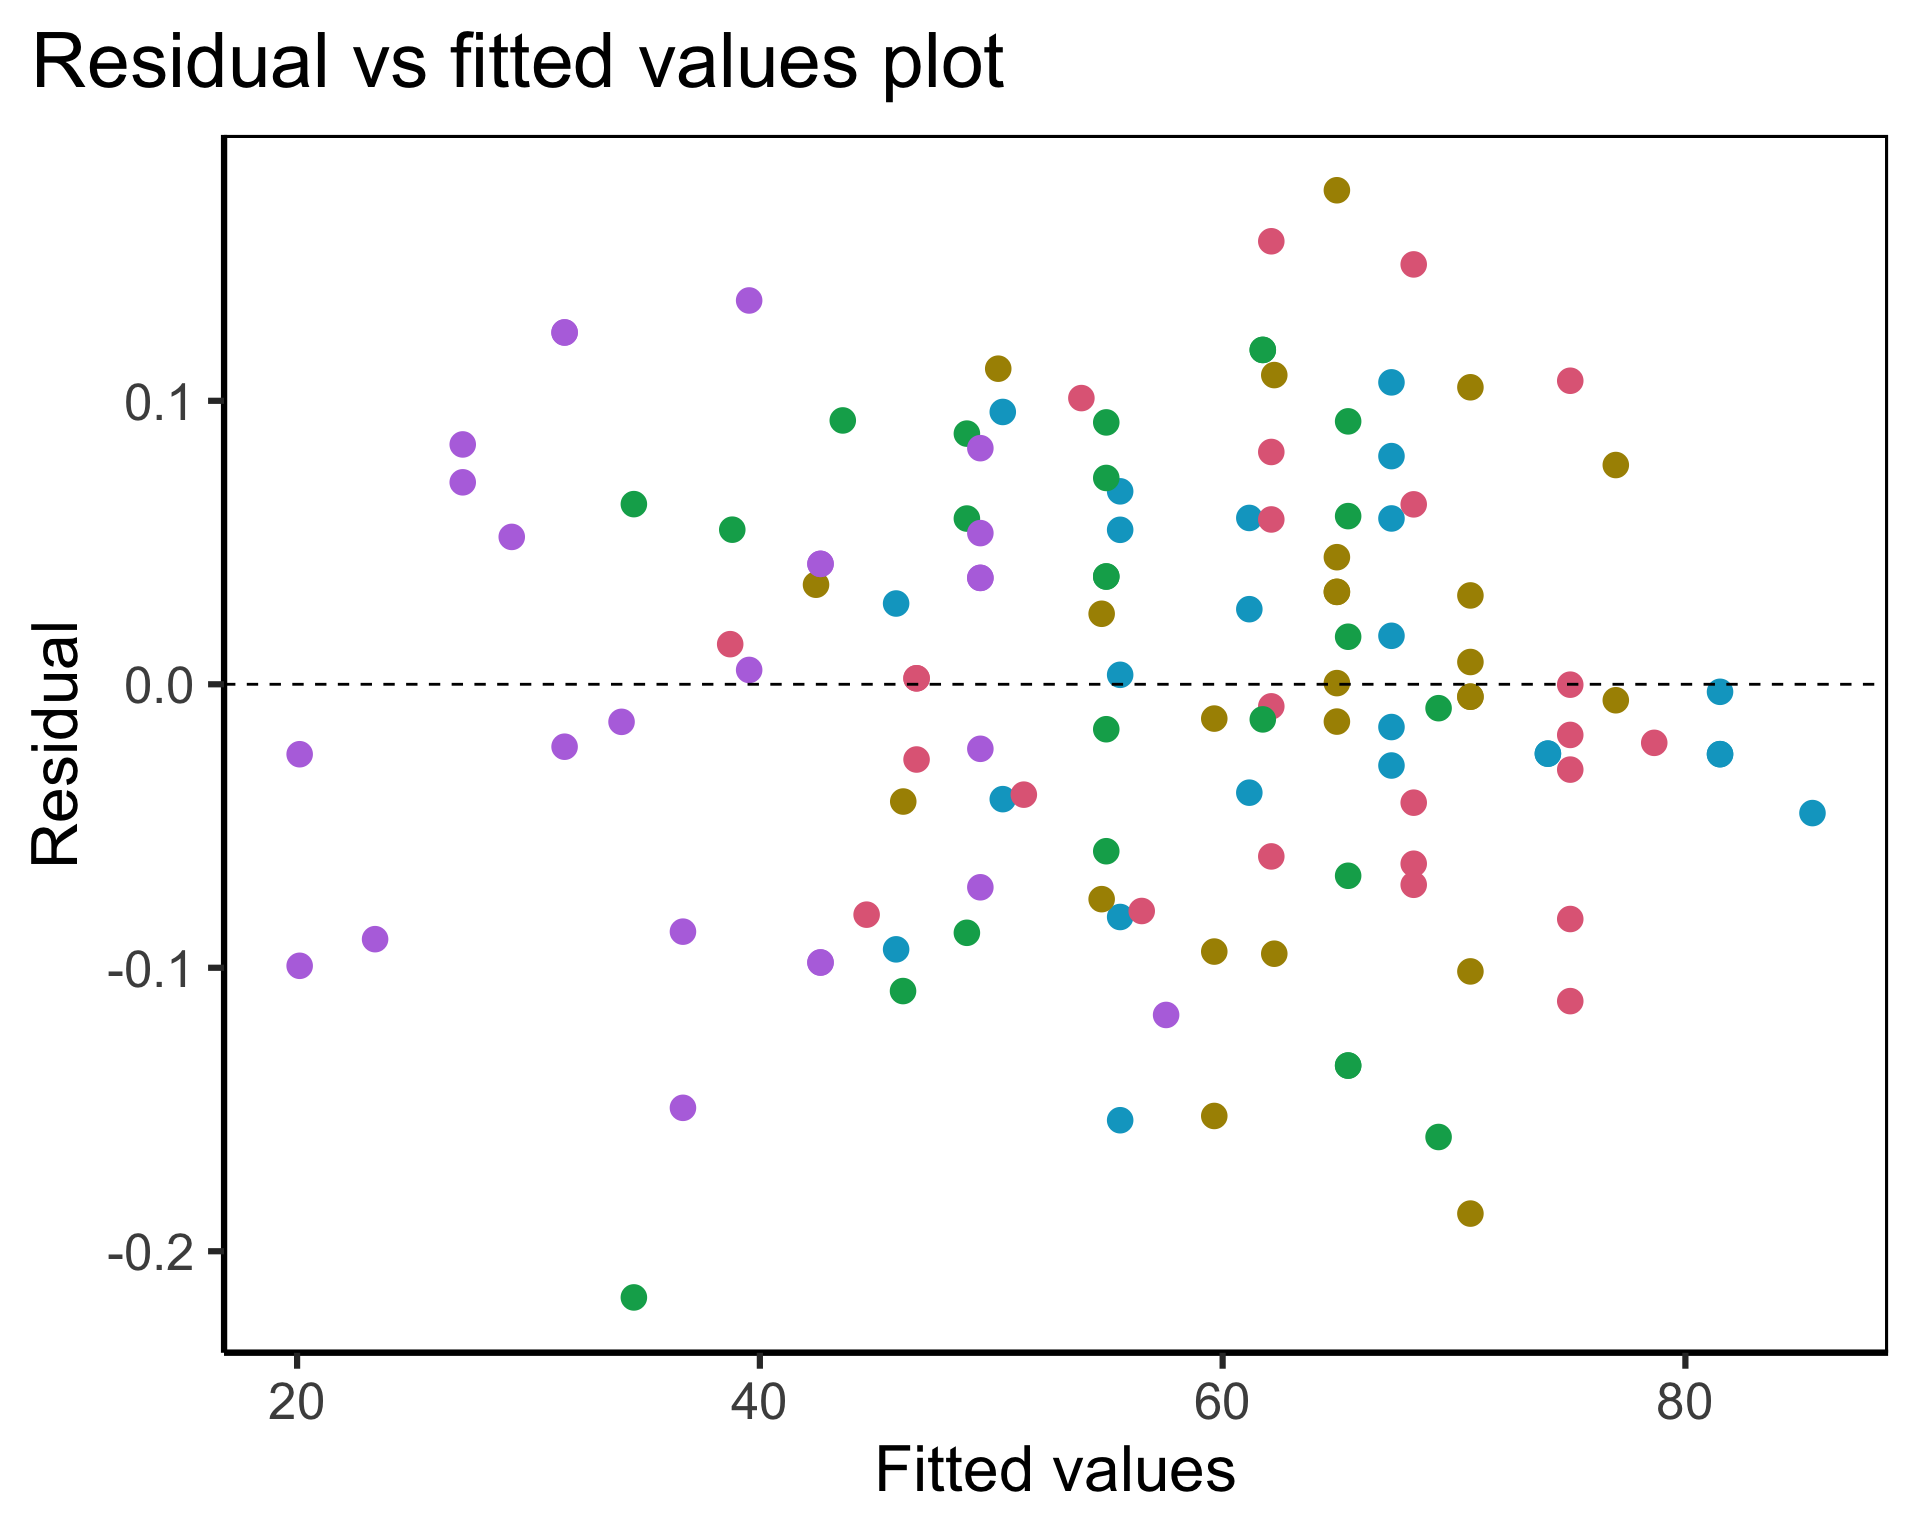 Residual vs fitted values plot
Residual
0.1
0.0
-0.1
-0.2
20 40 60 80
Fitted values